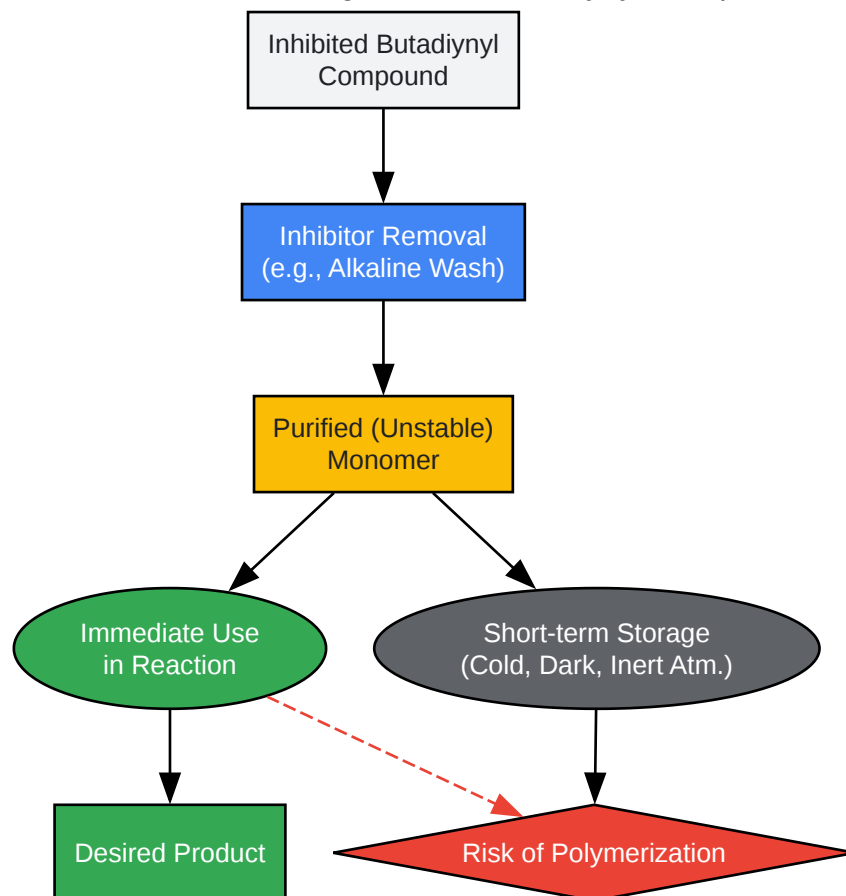 Inhibited Butadiynyl
Compound
Inhibitor Removal
(e.g., Alkaline Wash)
Purified (Unstable)
Monomer
Immediate Use
in Reaction
Short-term Storage
(Cold, Dark, Inert Atm.)
Desired Product
Risk of Polymerization